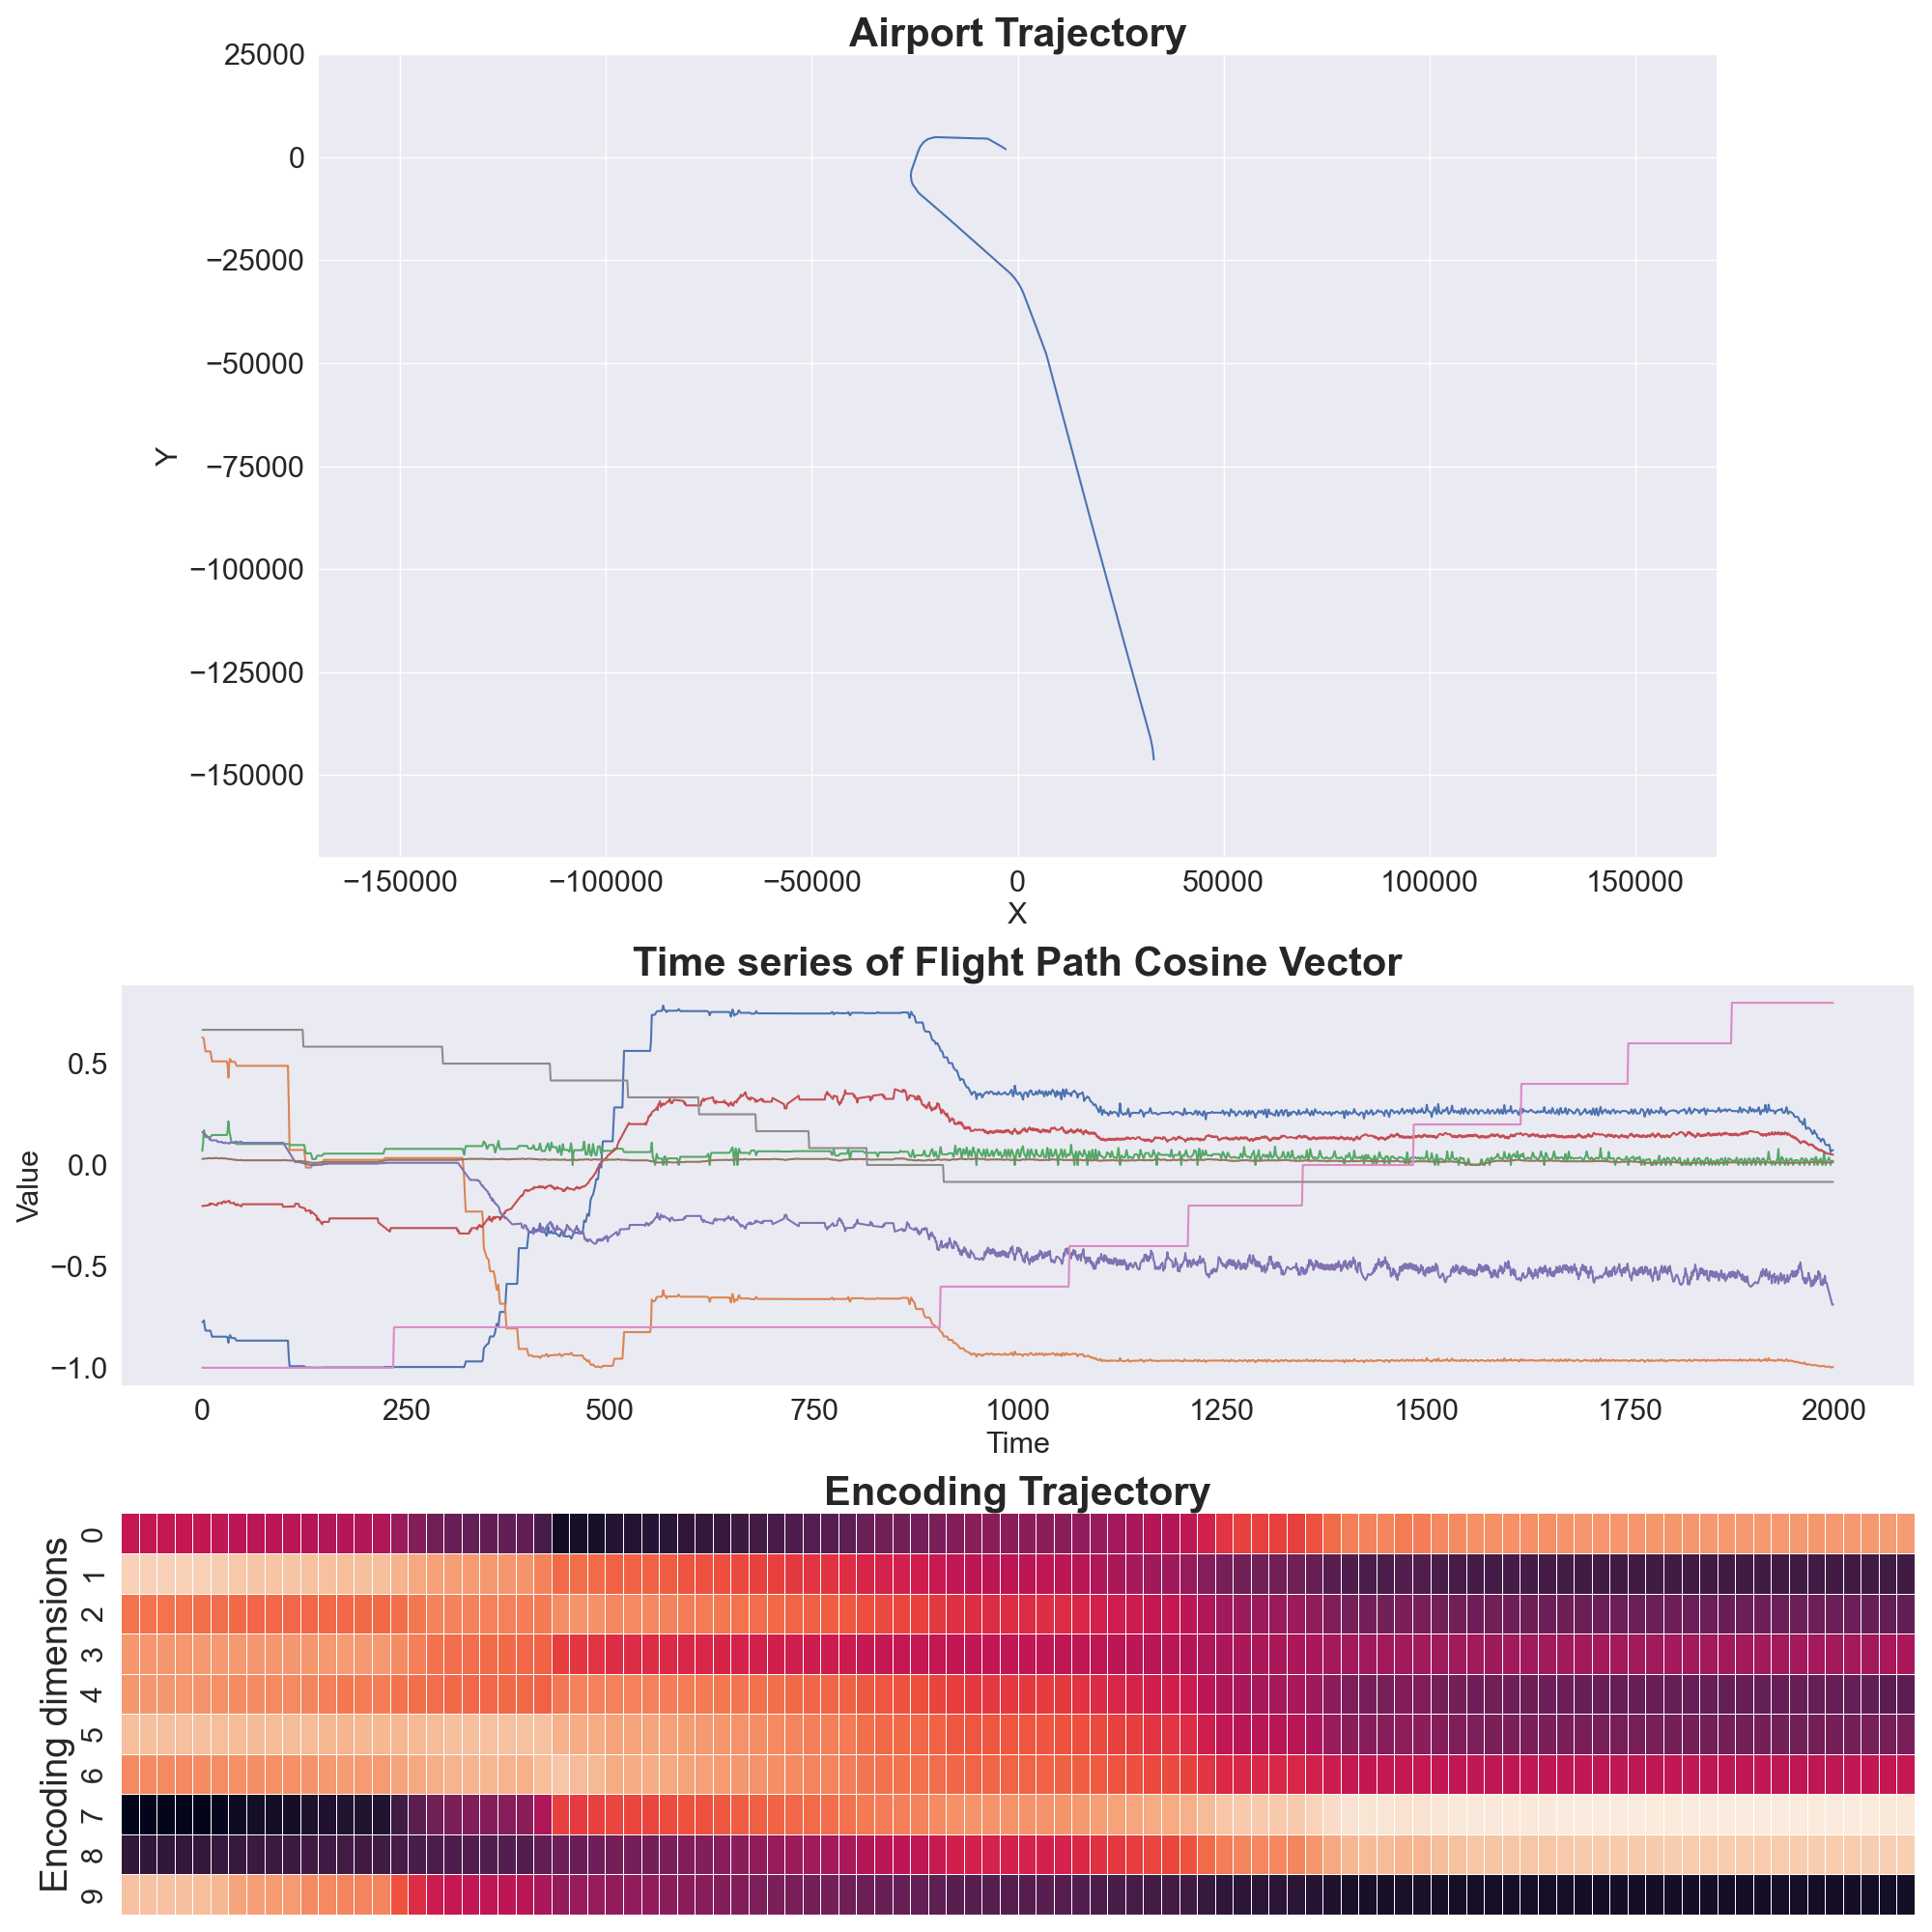 Airport Trajectory
25000
0
−25000
−50000
−75000
−100000
−125000
−150000
Y
−150000 −100000 −50000 0 50000 100000 150000
X
Time series of Flight Path Cosine Vector
0.5
0.0
−0.5
−1.0
Value
0 250 500 750 1000 1250 1500 1750 2000
Time
Encoding Trajectory
Encoding dimensions
0
1
2
3
4
5
6
7
8
9